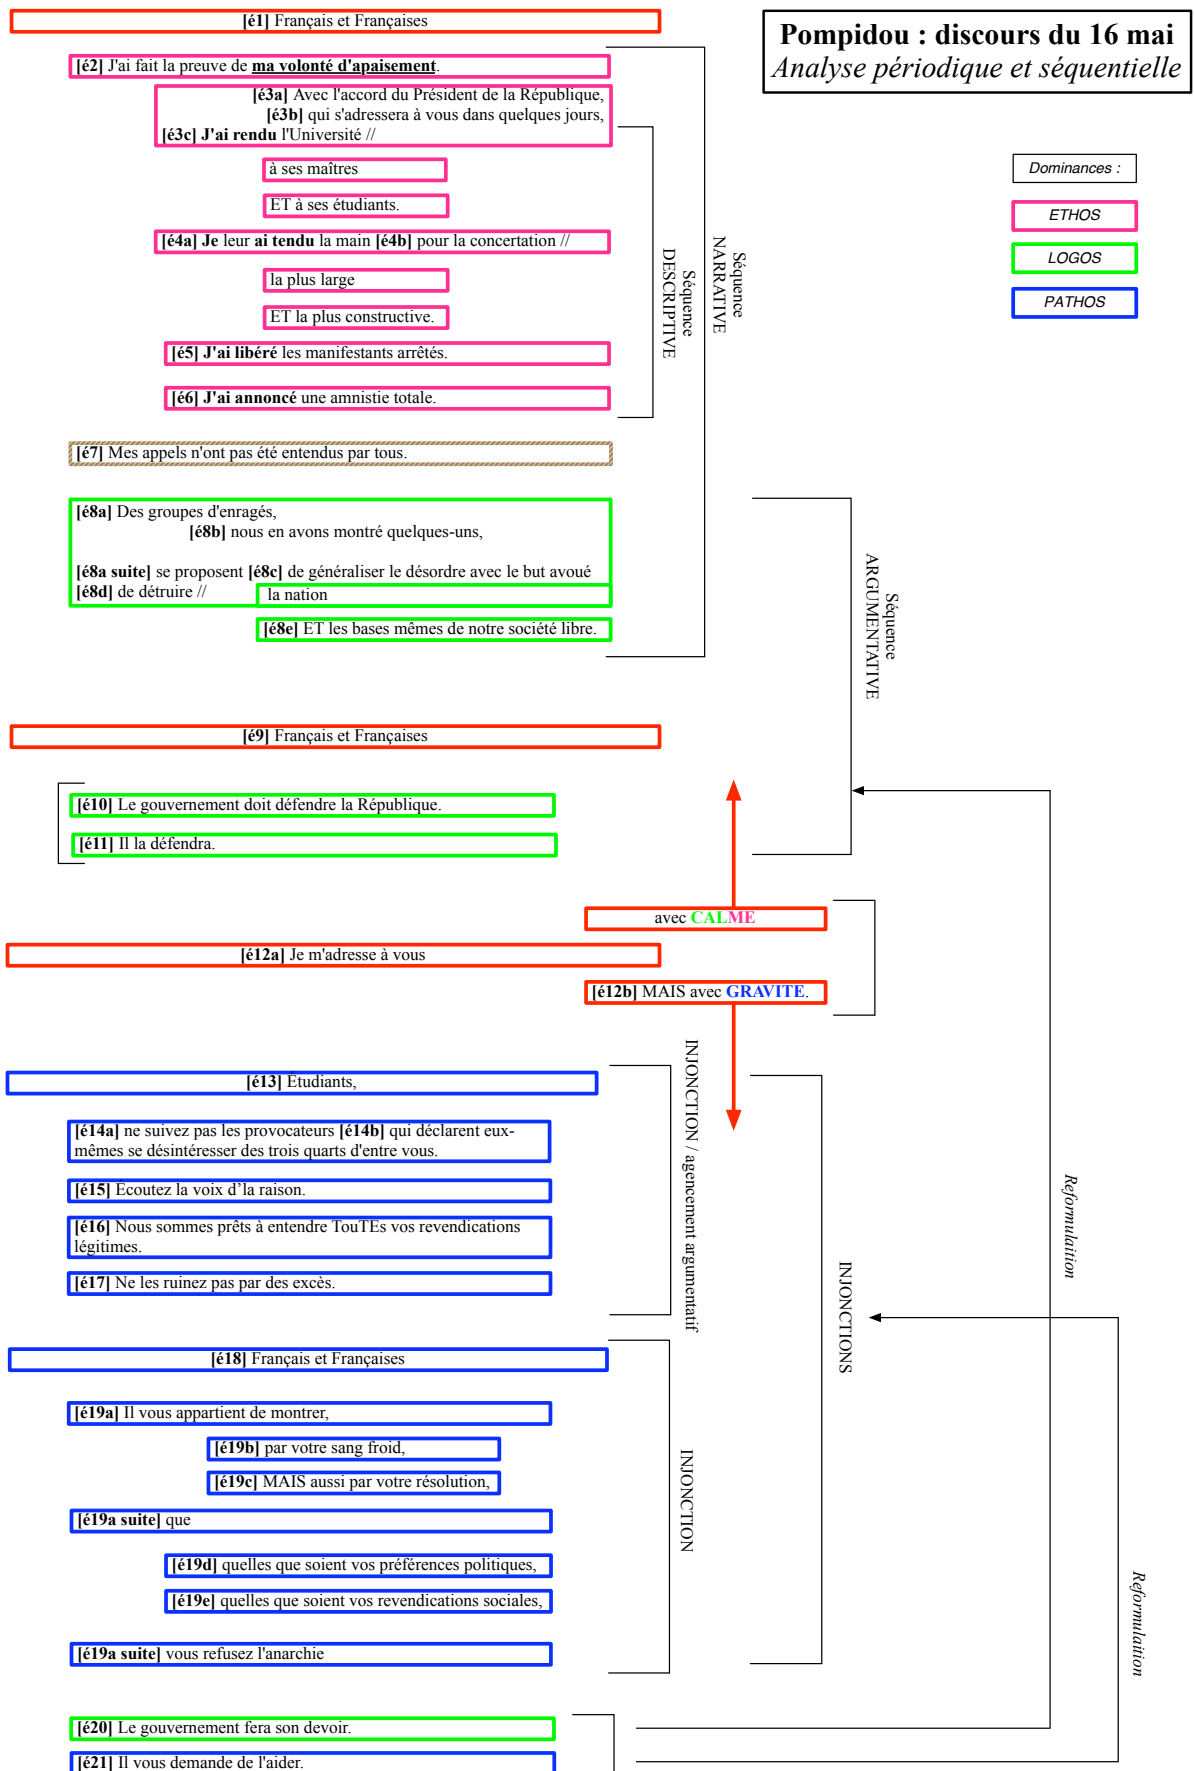 [é1] Français et Françaises
Pompidou : discours du 16 mai
Analyse périodique et séquentielle
[é2] J'ai fait la preuve de ma volonté d'apaisement.
[é3a] Avec l'accord du Président de la République,
[é3b] qui s'adressera à vous dans quelques jours,
[é3c] J'ai rendu l'Université //
à ses maîtres
ET à ses étudiants.
[é4a] Je leur ai tendu la main [é4b] pour la concertation //
la plus large
ET la plus constructive.
[é5] J'ai libéré les manifestants arrêtés.
[é6] J'ai annoncé une amnistie totale.
Séquence
DESCRIPTIVE
Séquence
NARRATIVE
Dominances :
ETHOS
LOGOS
PATHOS
[é7] Mes appels n'ont pas été entendus par tous.
[é8a] Des groupes d'enragés,
[é8b] nous en avons montré quelques-uns,
[é8a suite] se proposent [é8c] de généraliser le désordre avec le but avoué
[é8d] de détruire //
la nation
[é8e] ET les bases mêmes de notre société libre.
Séquence
ARGUMENTATIVE
[é9] Français et Françaises
[é10] Le gouvernement doit défendre la République.
[é11] Il la défendra.
avec CALME
[é12a] Je m'adresse à vous
[é12b] MAIS avec GRAVITE.
[é13] Étudiants,
[é14a] ne suivez pas les provocateurs [é14b] qui déclarent eux-
mêmes se désintéresser des trois quarts d'entre vous.
[é15] Écoutez la voix d'la raison.
[é16] Nous sommes prêts à entendre TouTEs vos revendications
légitimes.
[é17] Ne les ruinez pas par des excès.
INJONCTION / agencement argumentatif
INJONCTIONS
Reformulaition
[é18] Français et Françaises
[é19a] Il vous appartient de montrer,
[é19b] par votre sang froid,
[é19c] MAIS aussi par votre résolution,
[é19a suite] que
[é19d] quelles que soient vos préférences politiques,
[é19e] quelles que soient vos revendications sociales,
[é19a suite] vous refusez l'anarchie
INJONCTION
Reformulaition
[é20] Le gouvernement fera son devoir.
[é21] Il vous demande de l'aider.